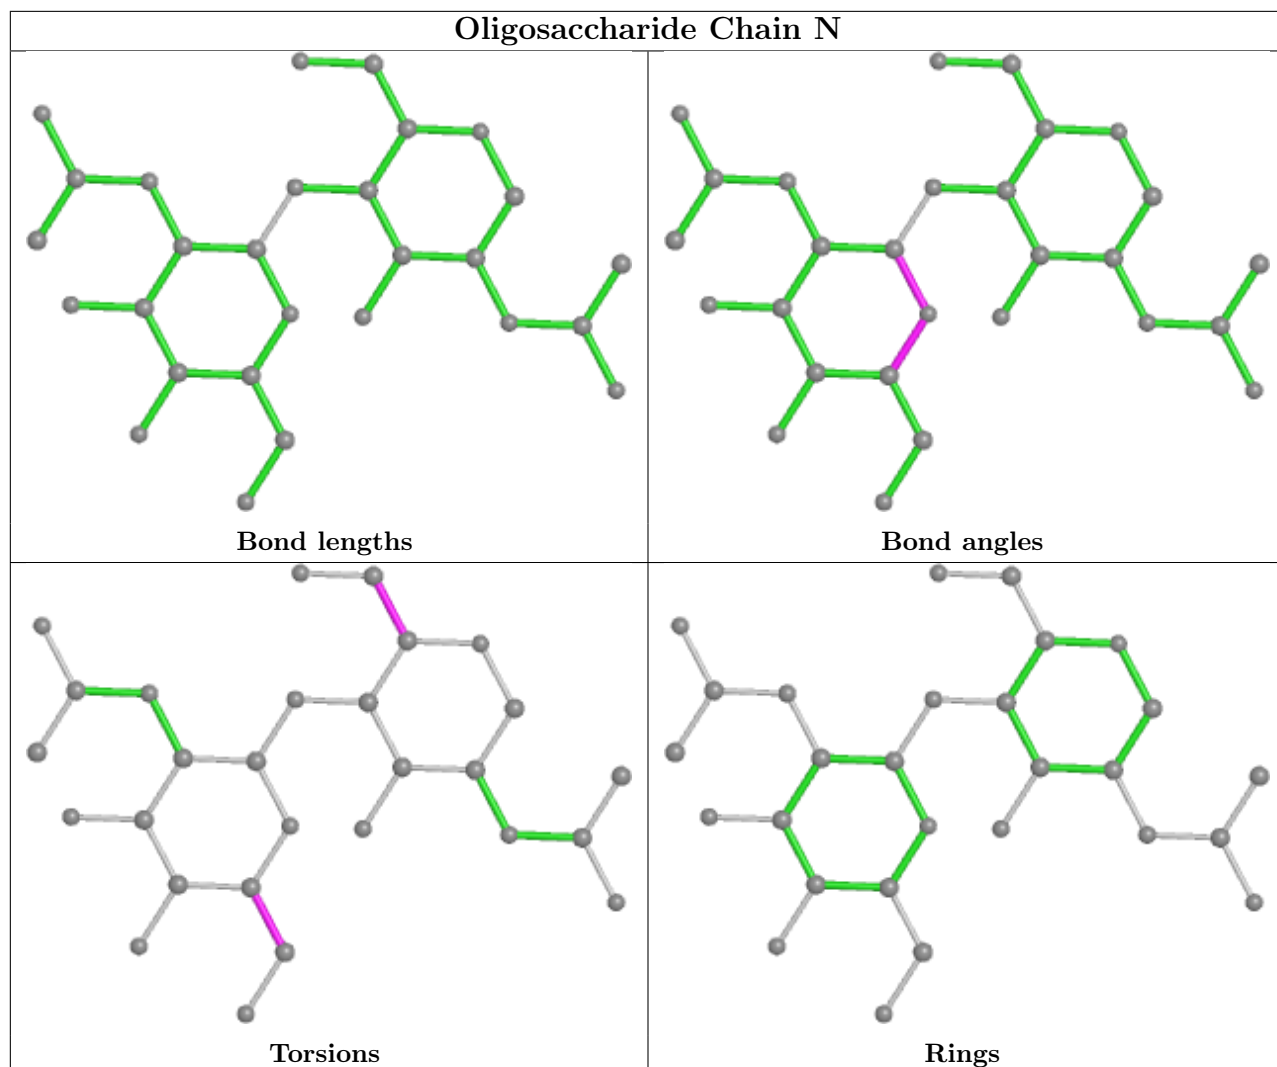 Oligosaccharide Chain N
Bond lengths
Bond angles
Torsions
Rings